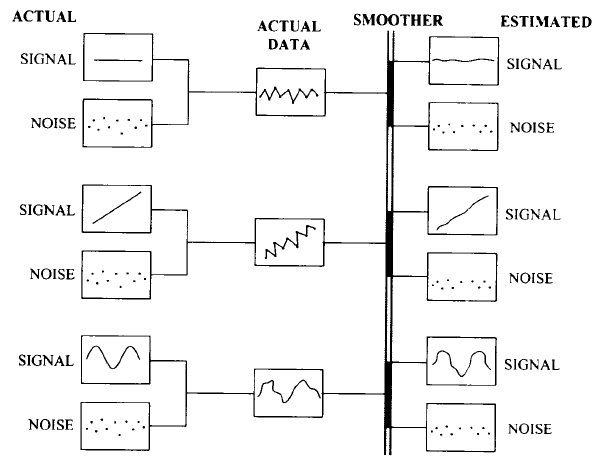 ACTUAL
ACTUAL
DATA
SMOOTHER
ESTIMATED
SIGNAL
SIGNAL
NOISE
NOISE
SIGNAL
SIGNAL
NOISE
NOISE
SIGNAL
SIGNAL
NOISE
NOISE